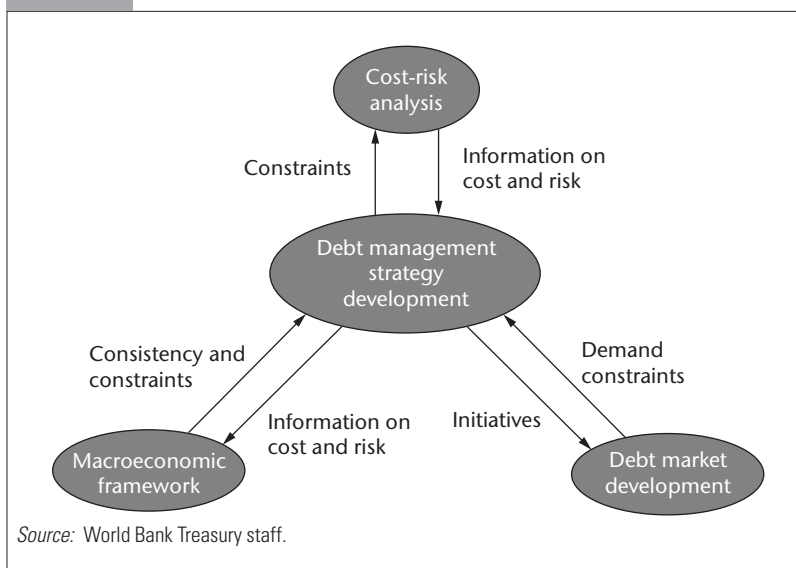 Cost-risk
analysis
Constraints
Information on
cost and risk
Debt management
strategy
development
Consistency and
constraints
Demand
constraints
Information on
cost and risk
Initiatives
Macroeconomic
framework
Debt market
development
Source: World Bank Treasury staff.